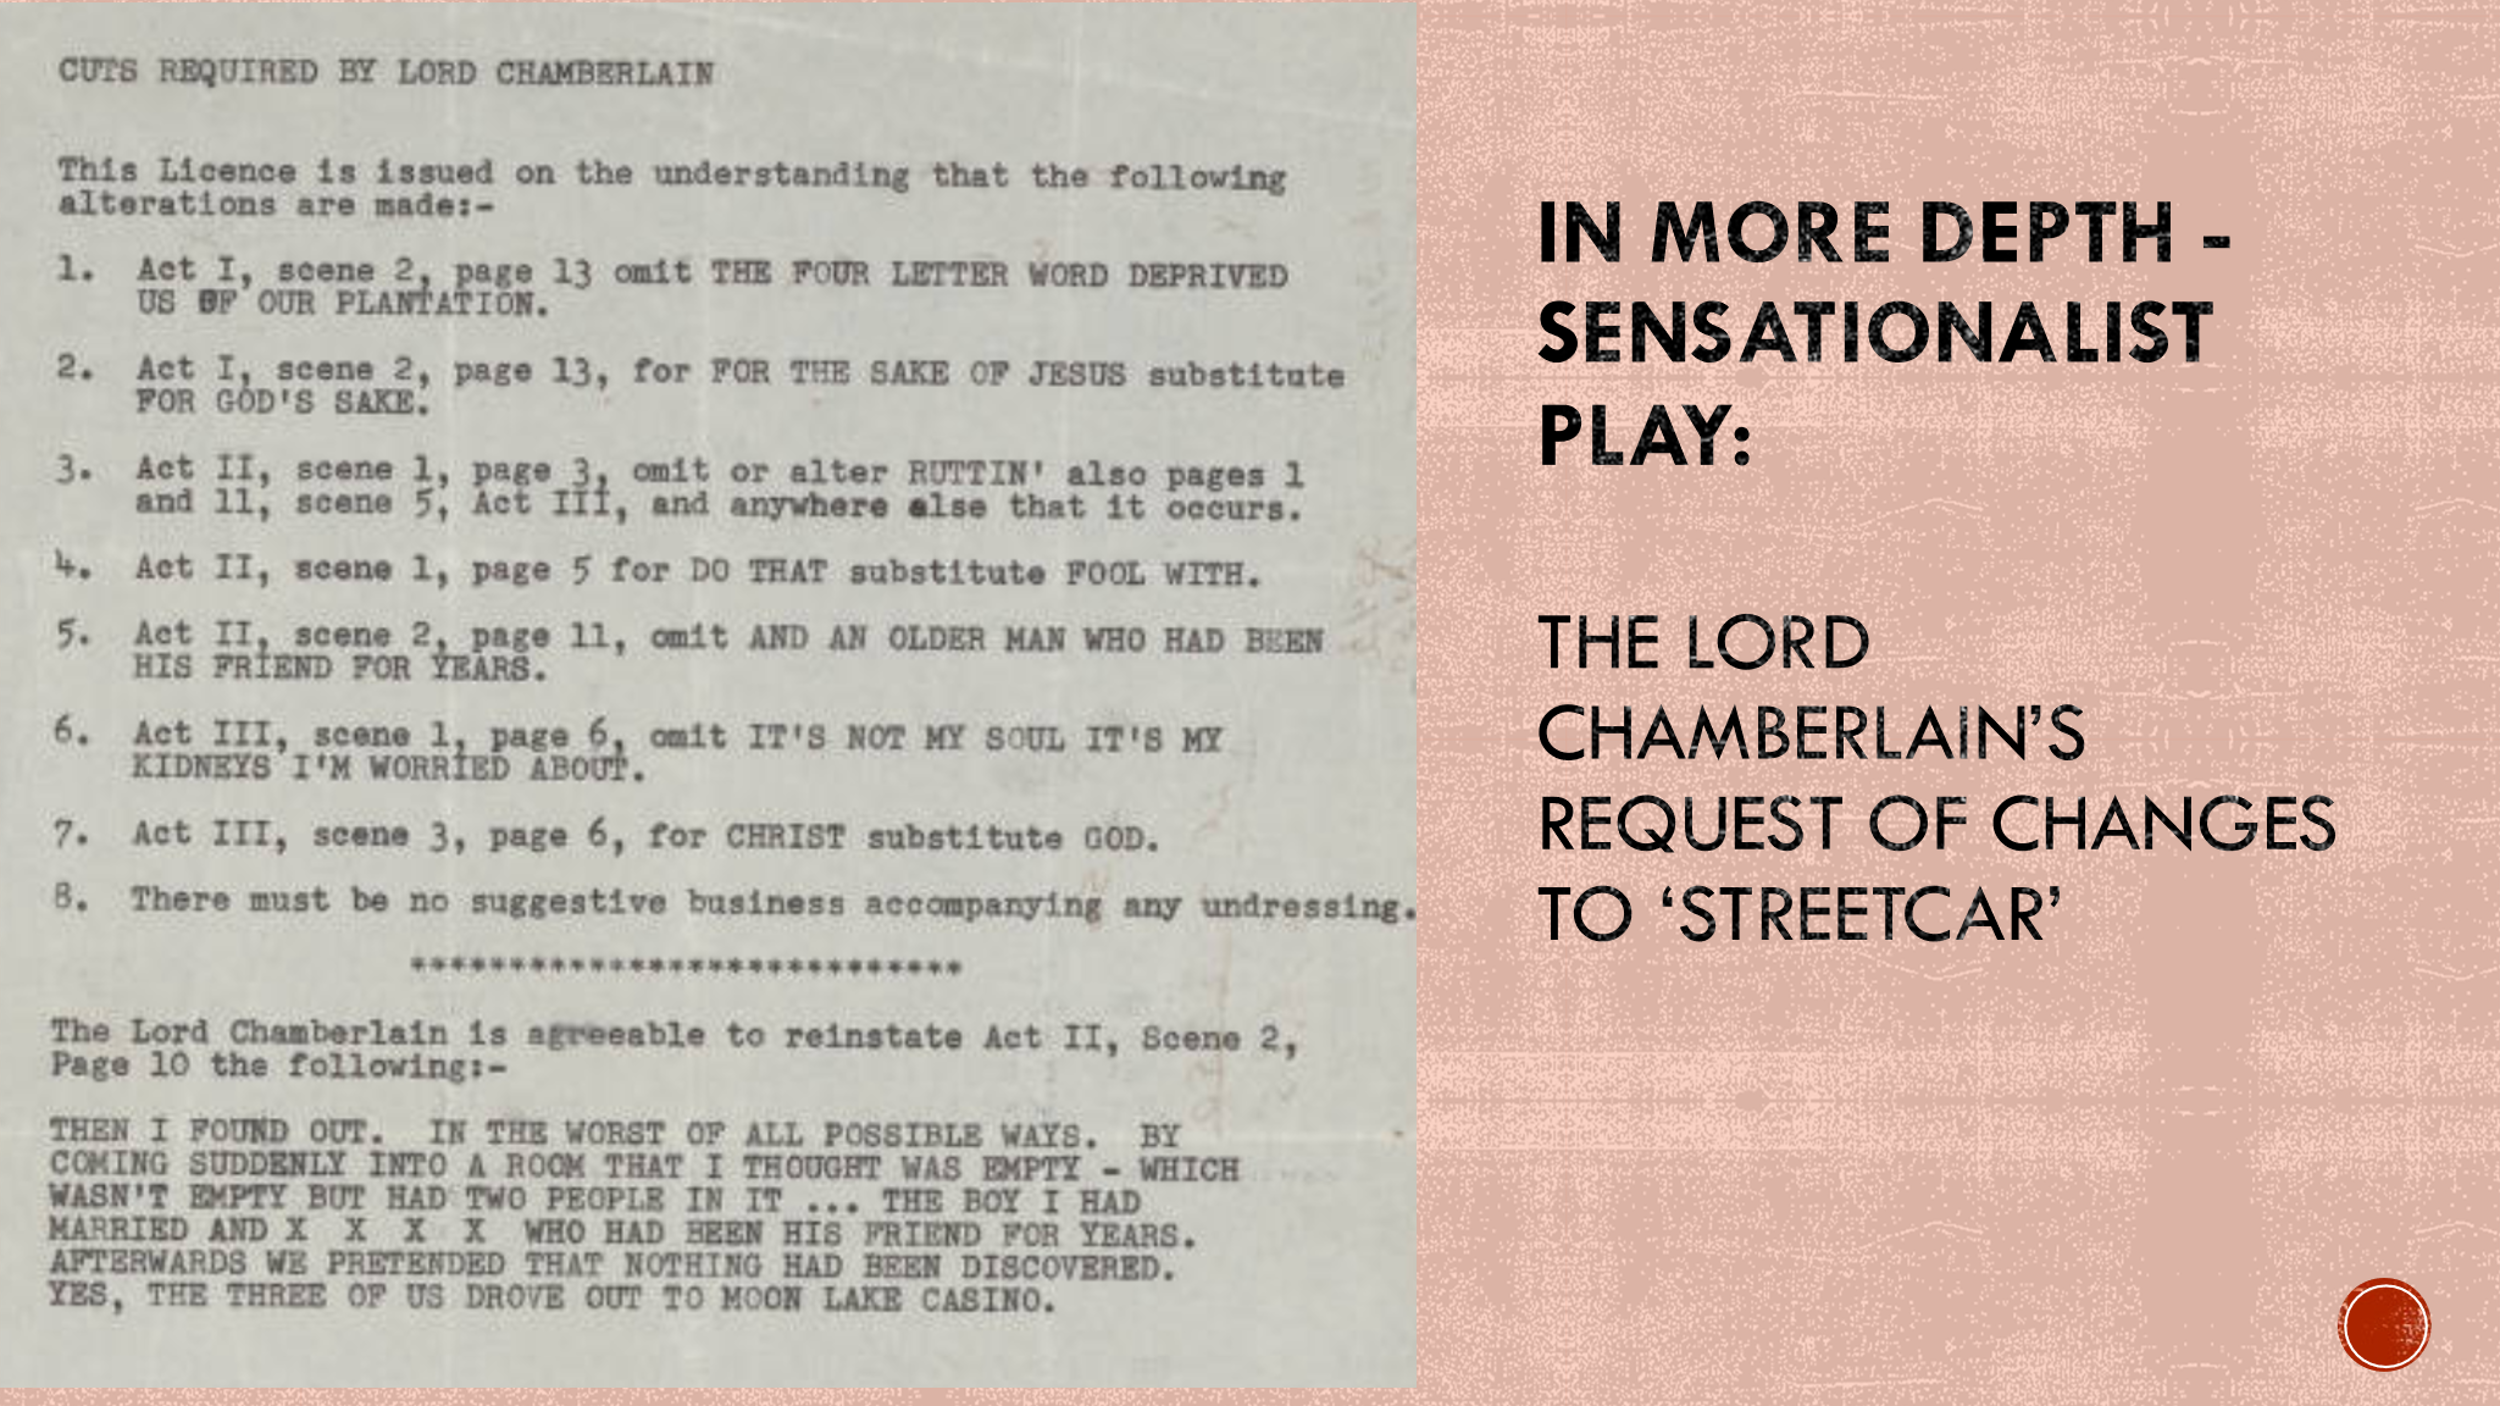 CUTS REQUIRED BY LORD CHAMBERLAIN
This Licence is issued on the understanding that the following
alterations are made:-
1. Act I, scene 2, page 13 omit THE FOUR LETTER WORD DEPRIVED
US OF OUR PLANTATION.
2. Act I, scene 2, page 13, for FOR THE SAKE OF JESUS substitute
FOR GOD'S SAKE.
3. Act II, scene 1, page 3, omit or alter RUTTIN' also pages 1
and 11, scene 5, Act III, and anywhere else that it occurs.
4. Act II, scene 1, page 5 for DO THAT substitute FOOL WITH.
5. Act II, scene 2, page 11, omit AND AN OLDER MAN WHO HAD BEEN
HIS FRIEND FOR YEARS.
6. Act III, scene 1, page 6, omit IT'S NOT MY SOUL IT'S MY
KIDNEYS I'M WORRIED ABOUT.
7. Act III, scene 3, page 6, for CHRIST substitute GOD.
8. There must be no suggestive business accompanying any undressing.
****************************
The Lord Chamberlain is agreeable to reinstate Act II, Scene 2,
Page 10 the following:-
THEN I FOUND OUT. IN THE WORST OF ALL POSSIBLE WAYS. BY
COMING SUDDENLY INTO A ROOM THAT I THOUGHT WAS EMPTY - WHICH
WASN'T EMPTY BUT HAD TWO PEOPLE IN IT ... THE BOY I HAD
MARRIED AND X X X X WHO HAD BEEN HIS FRIEND FOR YEARS.
AFTERWARDS WE PRETENDED THAT NOTHING HAD BEEN DISCOVERED.
YES, THE THREE OF US DROVE OUT TO MOON LAKE CASINO.
IN MORE DEPTH -
SENSATIONALIST
PLAY:
THE LORD
CHAMBERLAIN'S
REQUEST OF CHANGES
TO ‘STREETCAR’